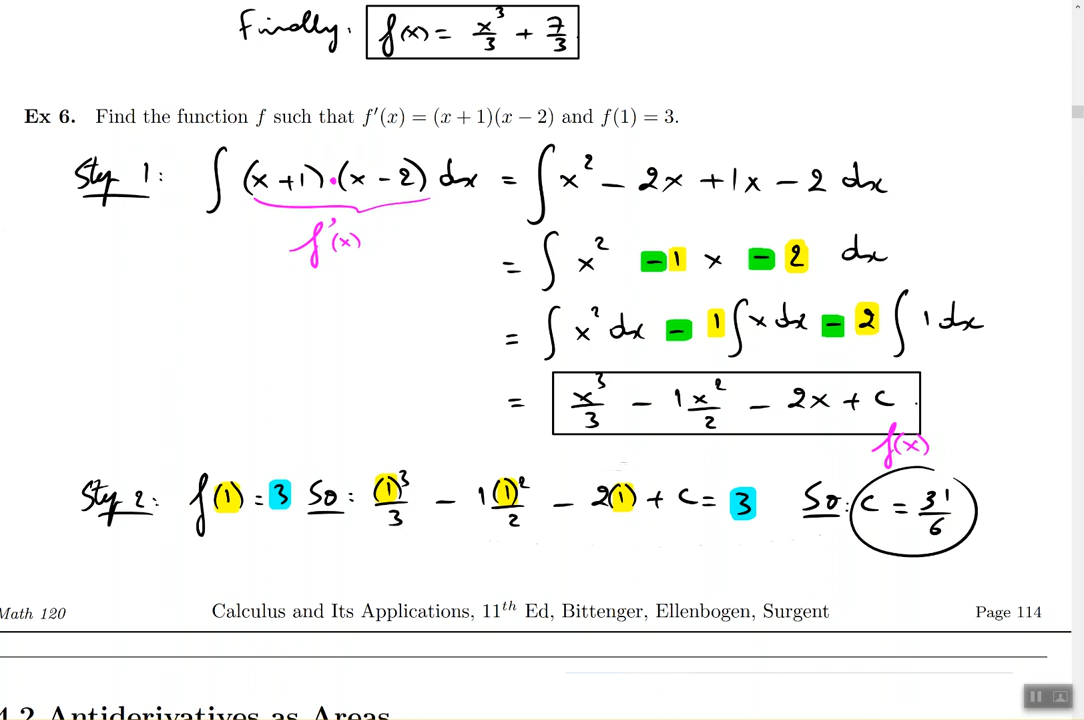 Finally: f(x) = x³/3 + 7/3
Ex 6. Find the function f such that f′(x) = (x + 1)(x − 2) and f(1) = 3.
Step 1: ∫ (x + 1) · (x − 2) dx = ∫ x² − 2x + 1x − 2 dx
f′(x)
= ∫ x² − 1 x − 2 dx
= ∫ x² dx − 1 ∫ x dx − 2 ∫ 1 dx
= x³/3 − 1x²/2 − 2x + C
f(x)
Step 2: f(1) = 3 So: (1)³/3 − 1(1)²/2 − 2(1) + C = 3 So: C = 31/6
Math 120 Calculus and Its Applications, 11th Ed, Bittenger, Ellenbogen, Surgent Page 114
4.2 Antiderivatives as Areas